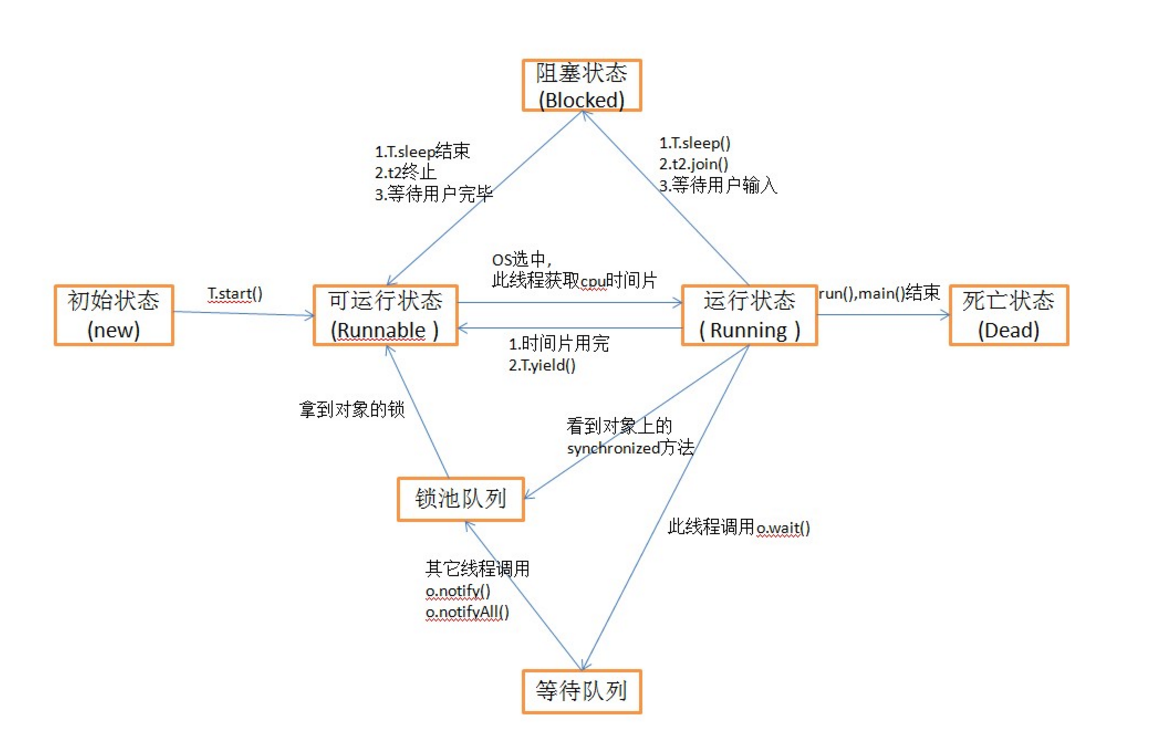 阻塞状态
(Blocked)
1.T.sleep结束
2.t2终止
3.等待用户完毕
1.T.sleep()
2.t2.join()
3.等待用户输入
OS选中,
此线程获取cpu时间片
初始状态
(new)
T.start()
可运行状态
(Runnable )
运行状态
( Running )
run(),main()结束
死亡状态
(Dead)
1.时间片用完
2.T.yield()
拿到对象的锁
看到对象上的
synchronized方法
锁池队列
此线程调用o.wait()
其它线程调用
o.notify()
o.notifyAll()
等待队列